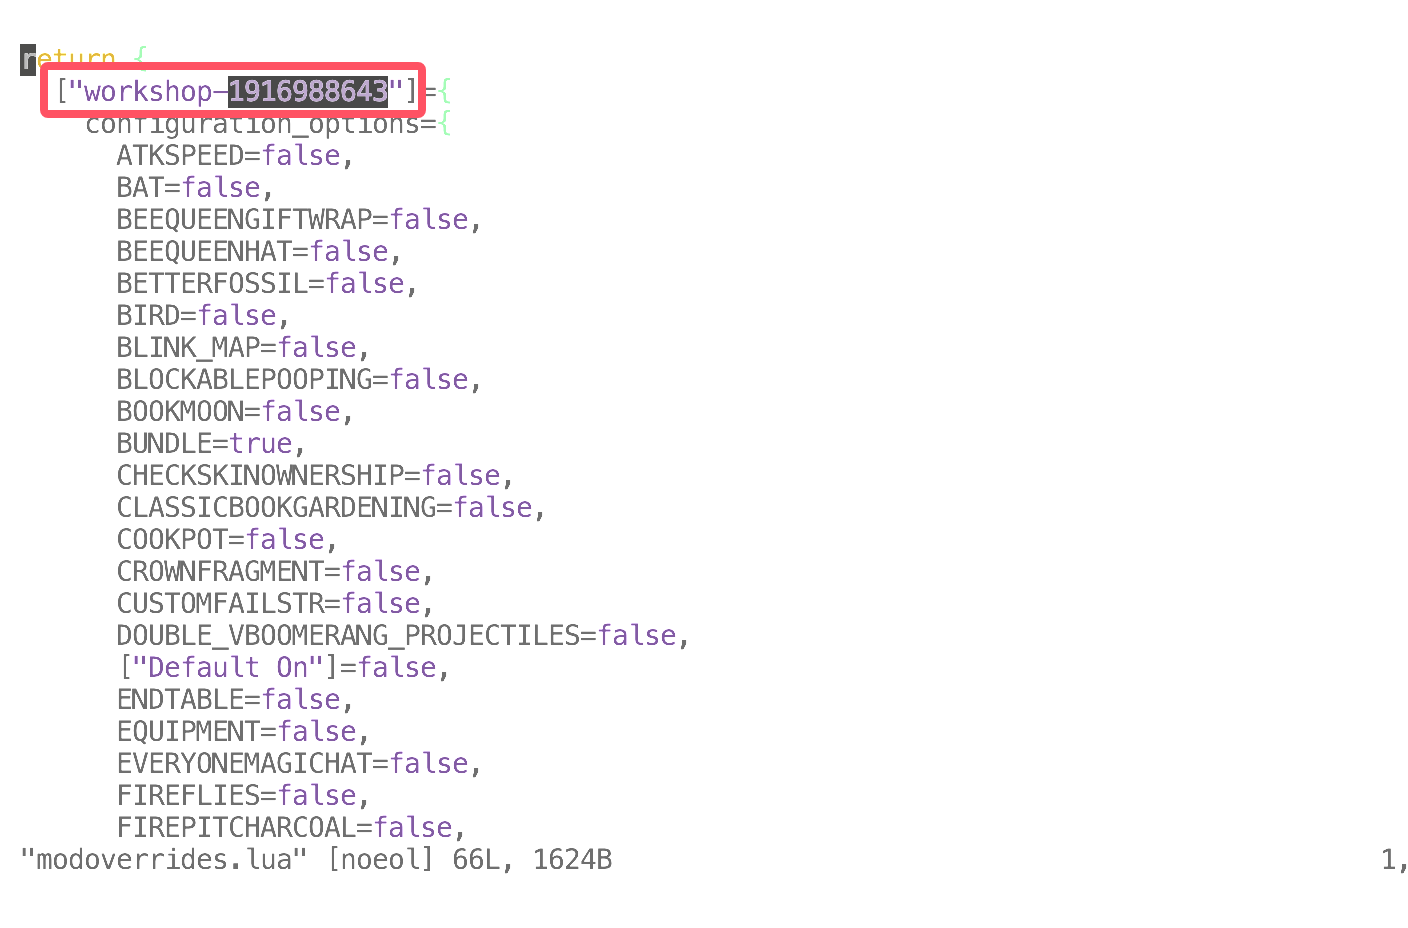 return {
["workshop-1916988643"]={
configuration_options={
ATKSPEED=false,
BAT=false,
BEEQUEENGIFTWRAP=false,
BEEQUEENHAT=false,
BETTERFOSSIL=false,
BIRD=false,
BLINK_MAP=false,
BLOCKABLEPOOPING=false,
BOOKMOON=false,
BUNDLE=true,
CHECKSKINOWNERSHIP=false,
CLASSICBOOKGARDENING=false,
COOKPOT=false,
CROWNFRAGMENT=false,
CUSTOMFAILSTR=false,
DOUBLE_VBOOMERANG_PROJECTILES=false,
["Default On"]=false,
ENDTABLE=false,
EQUIPMENT=false,
EVERYONEMAGICHAT=false,
FIREFLIES=false,
FIREPITCHARCOAL=false,
"modoverrides.lua" [noeol] 66L, 1624B 1,